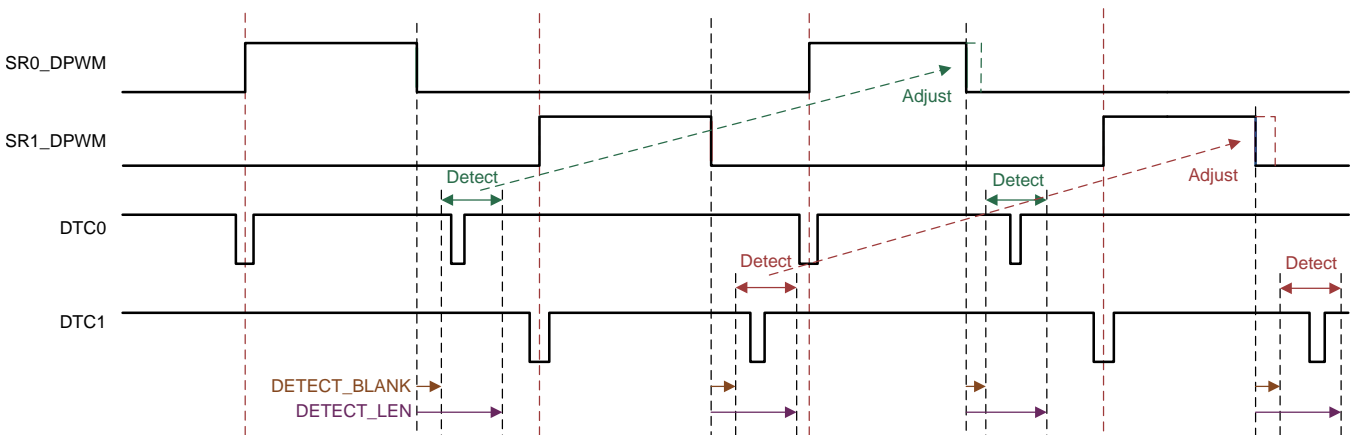 SR0_DPWM
Adjust
SR1_DPWM
Detect
Detect
Adjust
DTC0
Detect
Detect
DTC1
DETECT_BLANK
DETECT_LEN